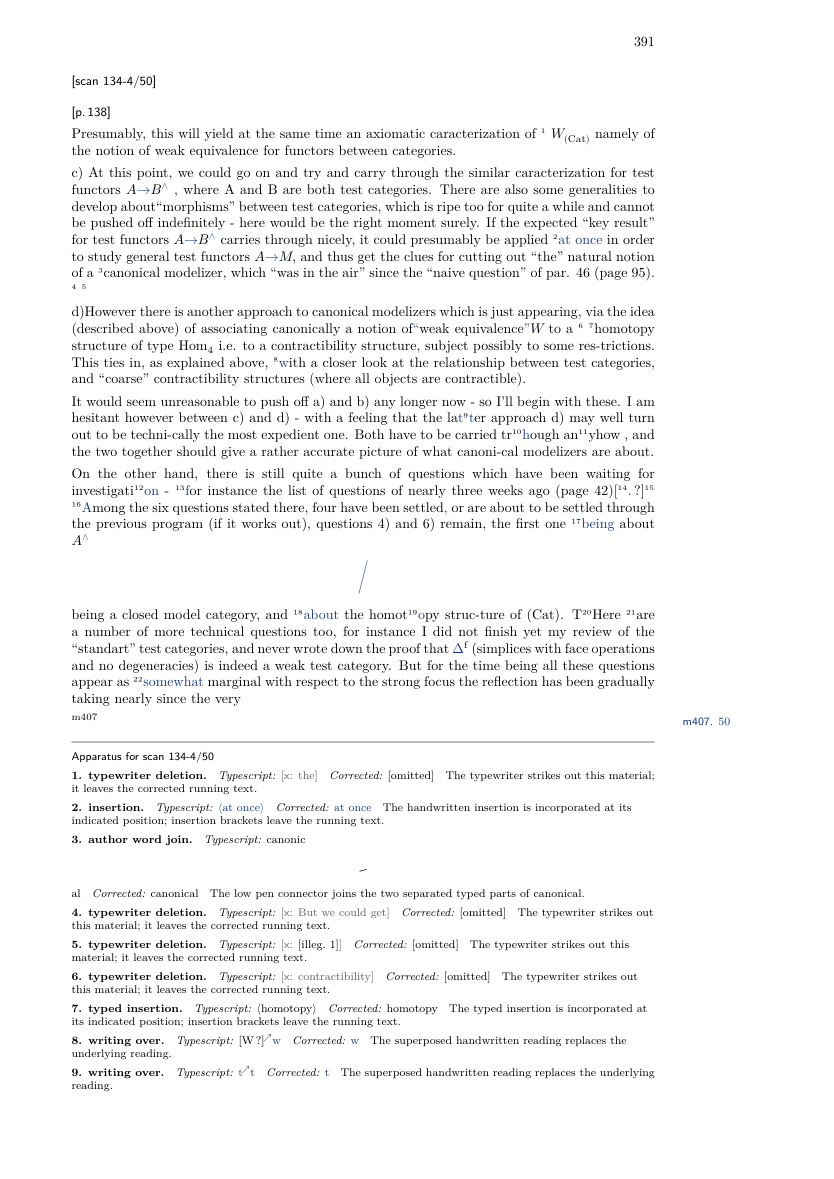 391
[scan 134-4/50]
[p. 138]
Presumably, this will yield at the same time an axiomatic caracterization of ¹ W(Cat) namely of
the notion of weak equivalence for functors between categories.
c) At this point, we could go on and try and carry through the similar caracterization for test
functors A→B^ , where A and B are both test categories. There are also some generalities to
develop about“morphisms” between test categories, which is ripe too for quite a while and cannot
be pushed off indefinitely - here would be the right moment surely. If the expected “key result”
for test functors A→B^ carries through nicely, it could presumably be applied ²at once in order
to study general test functors A→M, and thus get the clues for cutting out “the” natural notion
of a ³canonical modelizer, which “was in the air” since the “naive question” of par. 46 (page 95).
⁴ ⁵
d)However there is another approach to canonical modelizers which is just appearing, via the idea
(described above) of associating canonically a notion of“weak equivalence”W to a ⁶ ⁷homotopy
structure of type Hom₄ i.e. to a contractibility structure, subject possibly to some res-trictions.
This ties in, as explained above, ⁸with a closer look at the relationship between test categories,
and “coarse” contractibility structures (where all objects are contractible).
It would seem unreasonable to push off a) and b) any longer now - so I’ll begin with these. I am
hesitant however between c) and d) - with a feeling that the lat⁹ter approach d) may well turn
out to be techni-cally the most expedient one. Both have to be carried tr¹⁰hough an¹¹yhow , and
the two together should give a rather accurate picture of what canoni-cal modelizers are about.
On the other hand, there is still quite a bunch of questions which have been waiting for
investigati¹²on - ¹³for instance the list of questions of nearly three weeks ago (page 42)[¹⁴. ?]¹⁵
¹⁶Among the six questions stated there, four have been settled, or are about to be settled through
the previous program (if it works out), questions 4) and 6) remain, the first one ¹⁷being about
A^
being a closed model category, and ¹⁸about the homot¹⁹opy struc-ture of (Cat). T²⁰Here ²¹are
a number of more technical questions too, for instance I did not finish yet my review of the
“standart” test categories, and never wrote down the proof that Δᶠ (simplices with face operations
and no degeneracies) is indeed a weak test category. But for the time being all these questions
appear as ²²somewhat marginal with respect to the strong focus the reflection has been gradually
taking nearly since the very
m407
m407. 50
Apparatus for scan 134-4/50
1. typewriter deletion. Typescript: [x: the] Corrected: [omitted] The typewriter strikes out this material;
it leaves the corrected running text.
2. insertion. Typescript: ⟨at once⟩ Corrected: at once The handwritten insertion is incorporated at its
indicated position; insertion brackets leave the running text.
3. author word join. Typescript: canonic
al Corrected: canonical The low pen connector joins the two separated typed parts of canonical.
4. typewriter deletion. Typescript: [x: But we could get] Corrected: [omitted] The typewriter strikes out
this material; it leaves the corrected running text.
5. typewriter deletion. Typescript: [x: [illeg. 1]] Corrected: [omitted] The typewriter strikes out this
material; it leaves the corrected running text.
6. typewriter deletion. Typescript: [x: contractibility] Corrected: [omitted] The typewriter strikes out
this material; it leaves the corrected running text.
7. typed insertion. Typescript: ⟨homotopy⟩ Corrected: homotopy The typed insertion is incorporated at
its indicated position; insertion brackets leave the running text.
8. writing over. Typescript: [W ?]↗w Corrected: w The superposed handwritten reading replaces the
underlying reading.
9. writing over. Typescript: t↗t Corrected: t The superposed handwritten reading replaces the underlying
reading.